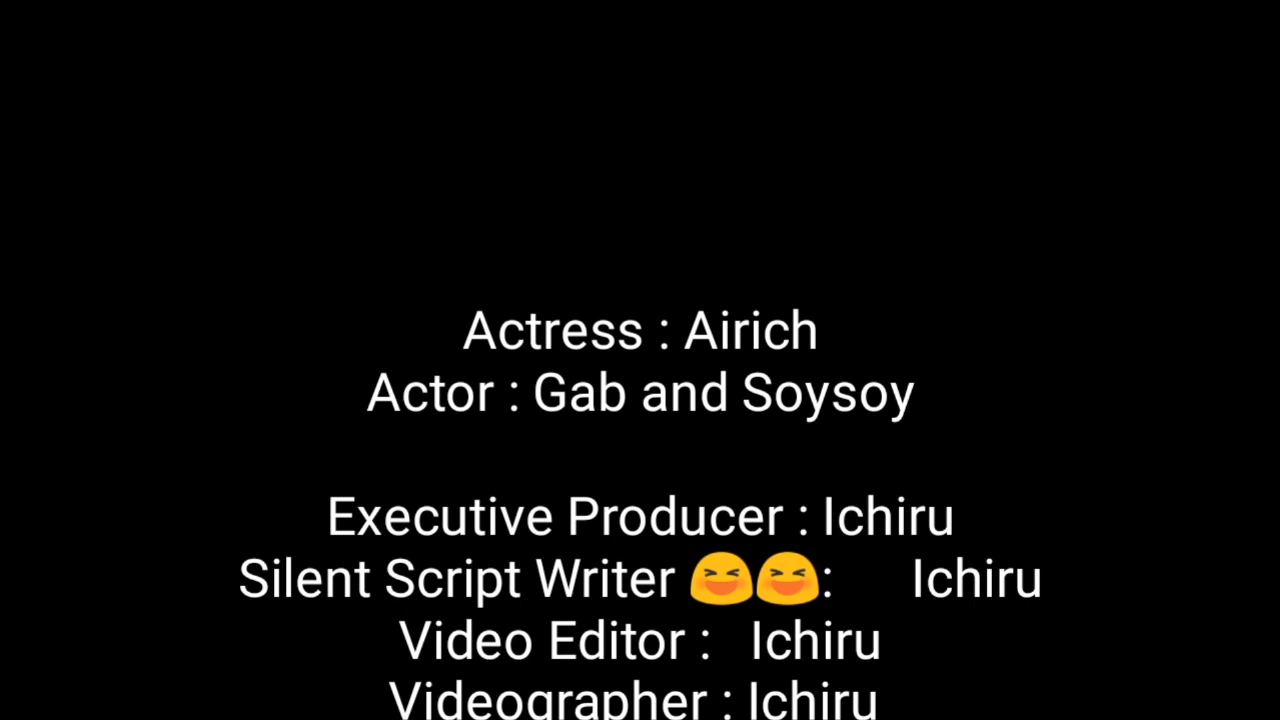 Actress : Airich
Actor : Gab and Soysoy
Executive Producer : Ichiru
Silent Script Writer 😆😆: Ichiru
Video Editor : Ichiru
Videographer : Ichiru